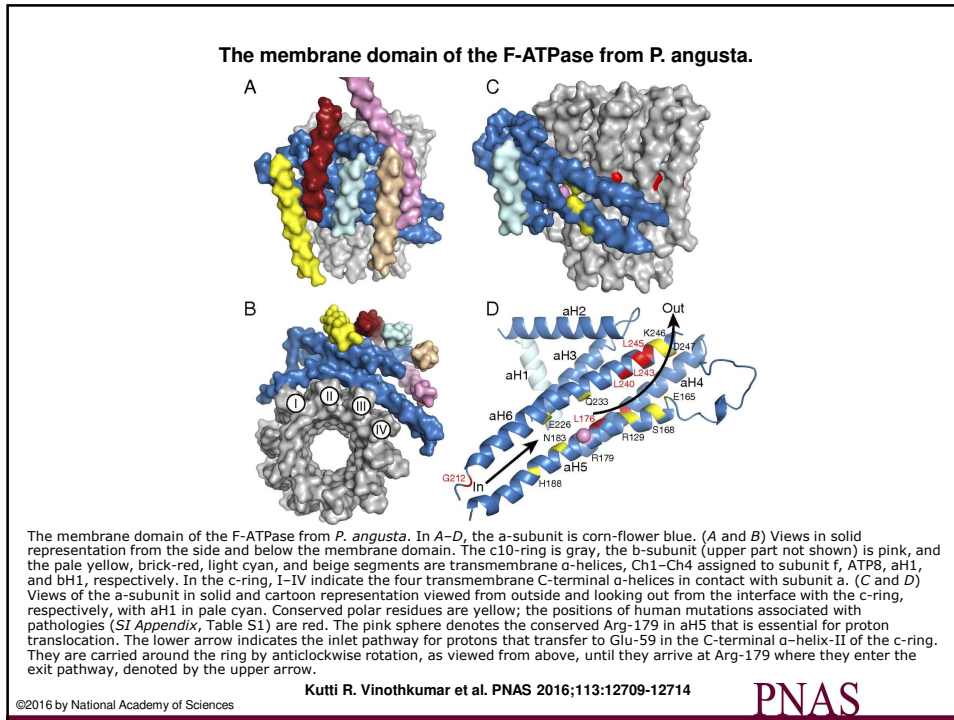 The membrane domain of the F-ATPase from P. angusta.
A
C
B
I
II
III
IV
D
Out
aH2
K246
L245
D247
aH3
aH1
L243
L240
aH4
Q233
E165
aH6
L176
E226
S168
N183
R129
R179
aH5
G212
In
H188
The membrane domain of the F-ATPase from P. angusta. In A–D, the a-subunit is corn-flower blue. (A and B) Views in solid
representation from the side and below the membrane domain. The c10-ring is gray, the b-subunit (upper part not shown) is pink, and
the pale yellow, brick-red, light cyan, and beige segments are transmembrane α-helices, Ch1–Ch4 assigned to subunit f, ATP8, aH1,
and bH1, respectively. In the c-ring, I–IV indicate the four transmembrane C-terminal α-helices in contact with subunit a. (C and D)
Views of the a-subunit in solid and cartoon representation viewed from outside and looking out from the interface with the c-ring,
respectively, with aH1 in pale cyan. Conserved polar residues are yellow; the positions of human mutations associated with
pathologies (SI Appendix, Table S1) are red. The pink sphere denotes the conserved Arg-179 in aH5 that is essential for proton
translocation. The lower arrow indicates the inlet pathway for protons that transfer to Glu-59 in the C-terminal α–helix-II of the c-ring.
They are carried around the ring by anticlockwise rotation, as viewed from above, until they arrive at Arg-179 where they enter the
exit pathway, denoted by the upper arrow.
Kutti R. Vinothkumar et al. PNAS 2016;113:12709-12714
©2016 by National Academy of Sciences
PNAS